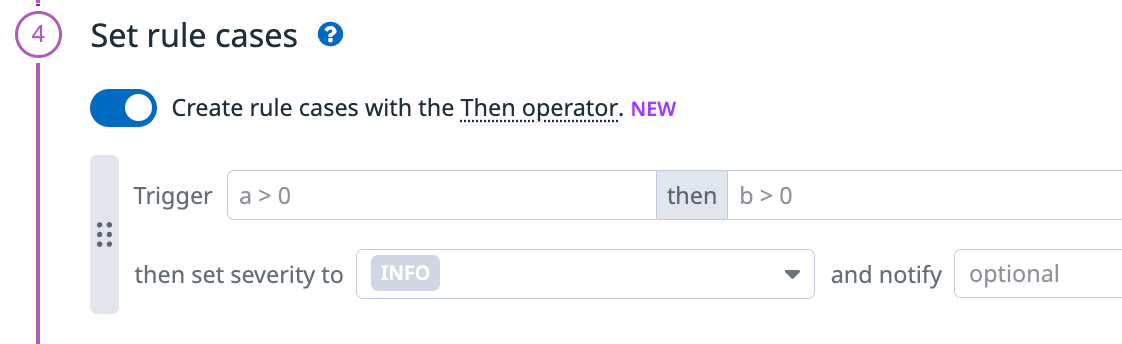 4 Set rule cases ?
Create rule cases with the Then operator. NEW
Trigger a > 0 then b > 0
then set severity to INFO and notify optional